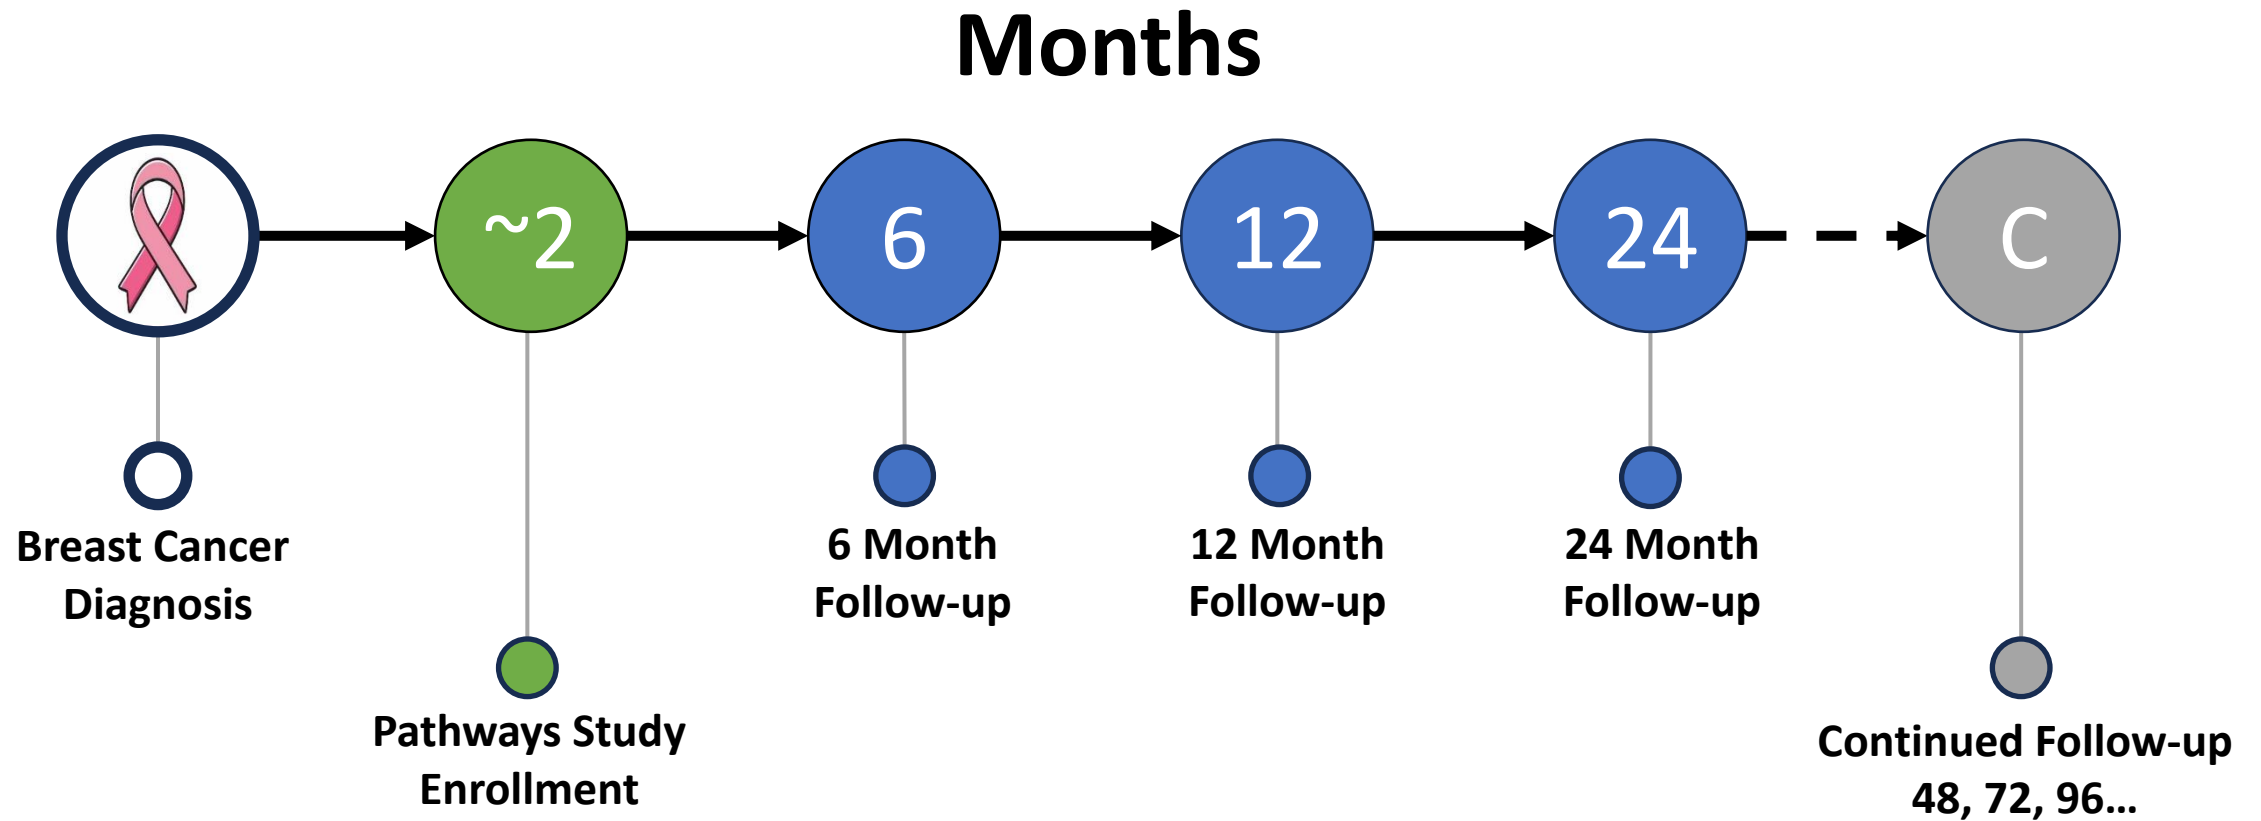 Months
~2
6
12
24
C
Breast Cancer
Diagnosis
Pathways Study
Enrollment
6 Month
Follow-up
12 Month
Follow-up
24 Month
Follow-up
Continued Follow-up
48, 72, 96...